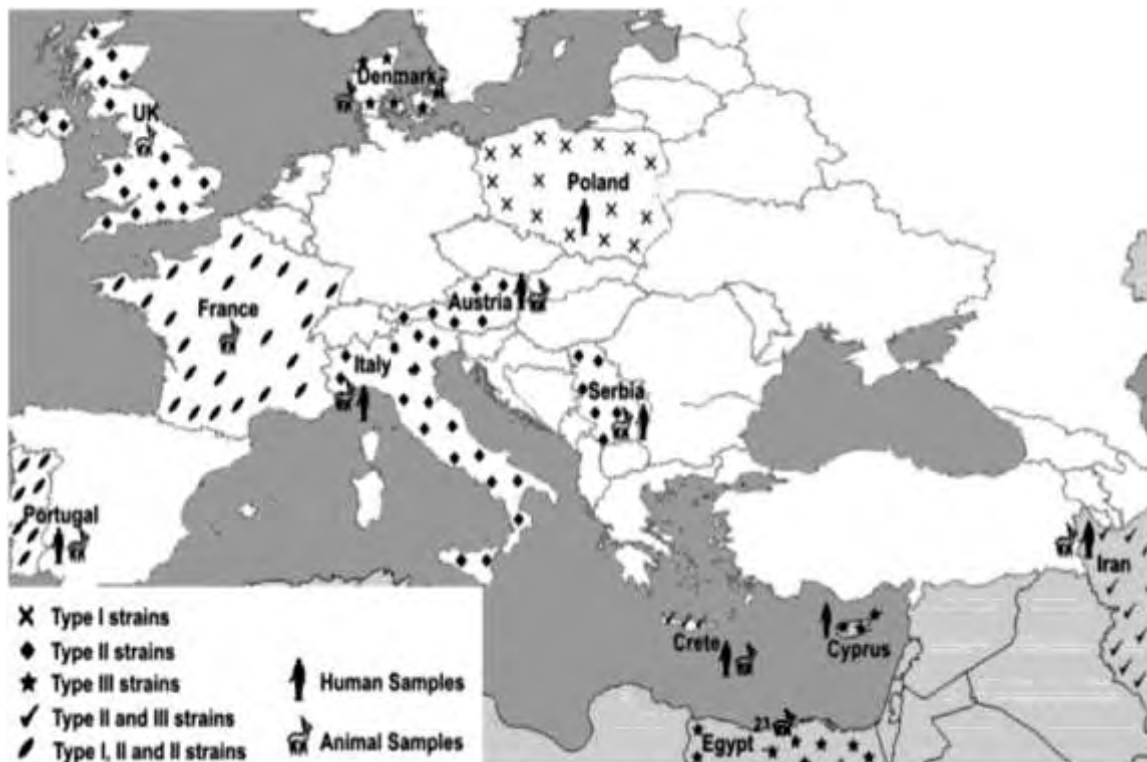 Denmark
UK
Poland
Austria
France
Italy
Serbia
Portugal
Iran
Crete
Cyprus
23
Egypt
Type I strains
Type II strains
Type III strains
Type II and III strains
Type I, II and II strains
Human Samples
Animal Samples